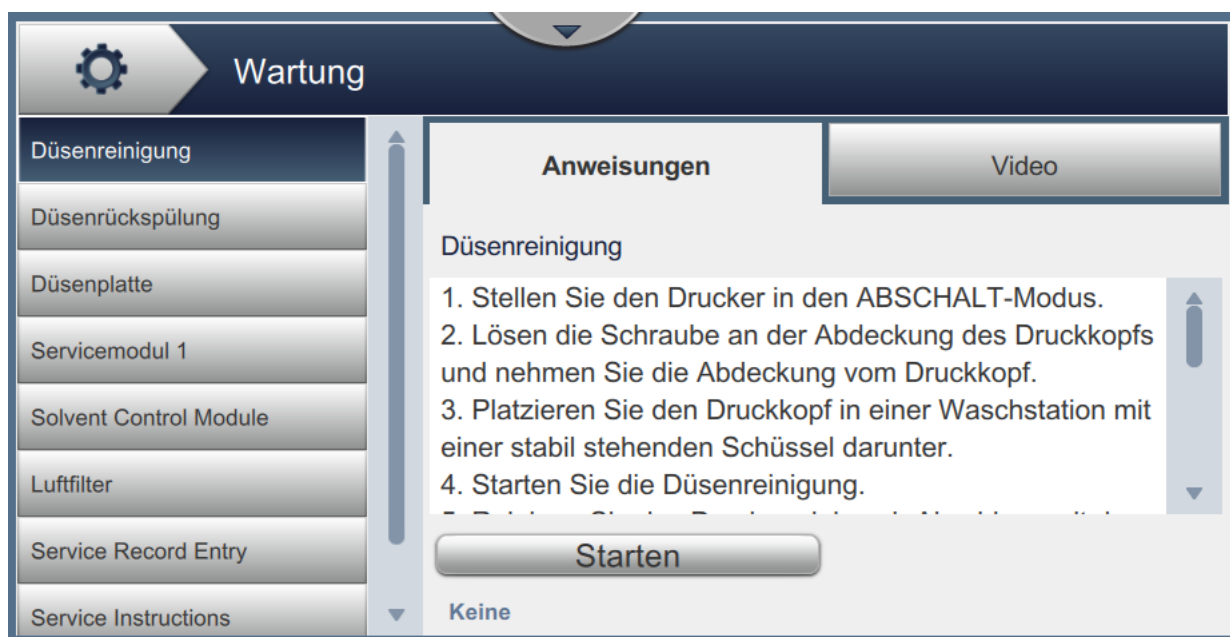 Wartung
Düsenreinigung
Düsenrückspülung
Düsenplatte
Servicemodul 1
Solvent Control Module
Luftfilter
Service Record Entry
Service Instructions
Anweisungen
Video
Düsenreinigung
1. Stellen Sie den Drucker in den ABSCHALT-Modus.
2. Lösen die Schraube an der Abdeckung des Druckkopfs
und nehmen Sie die Abdeckung vom Druckkopf.
3. Platzieren Sie den Druckkopf in einer Waschstation mit
einer stabil stehenden Schüssel darunter.
4. Starten Sie die Düsenreinigung.
Starten
Keine